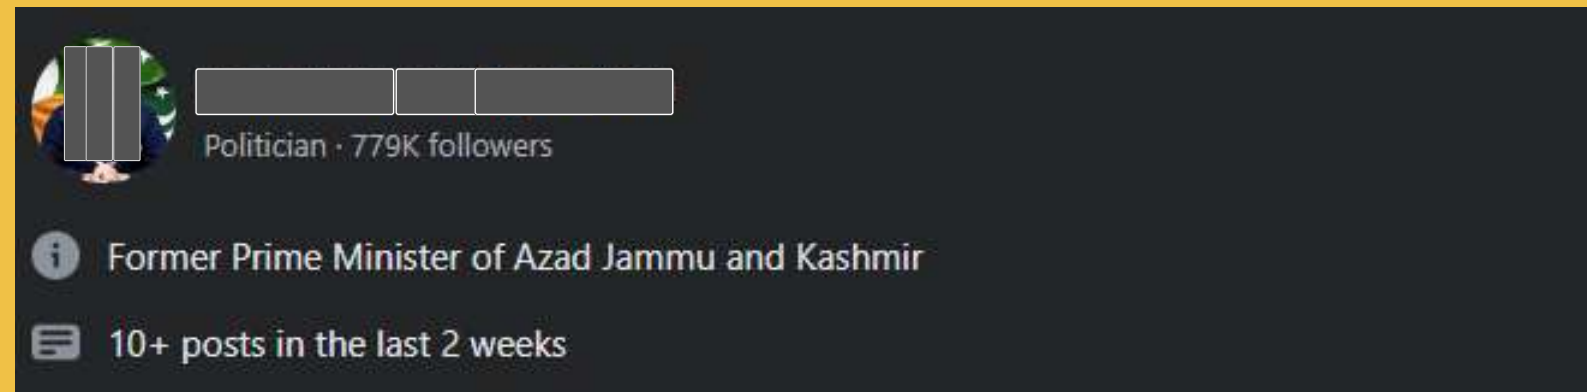 Politician · 779K followers
Former Prime Minister of Azad Jammu and Kashmir
10+ posts in the last 2 weeks